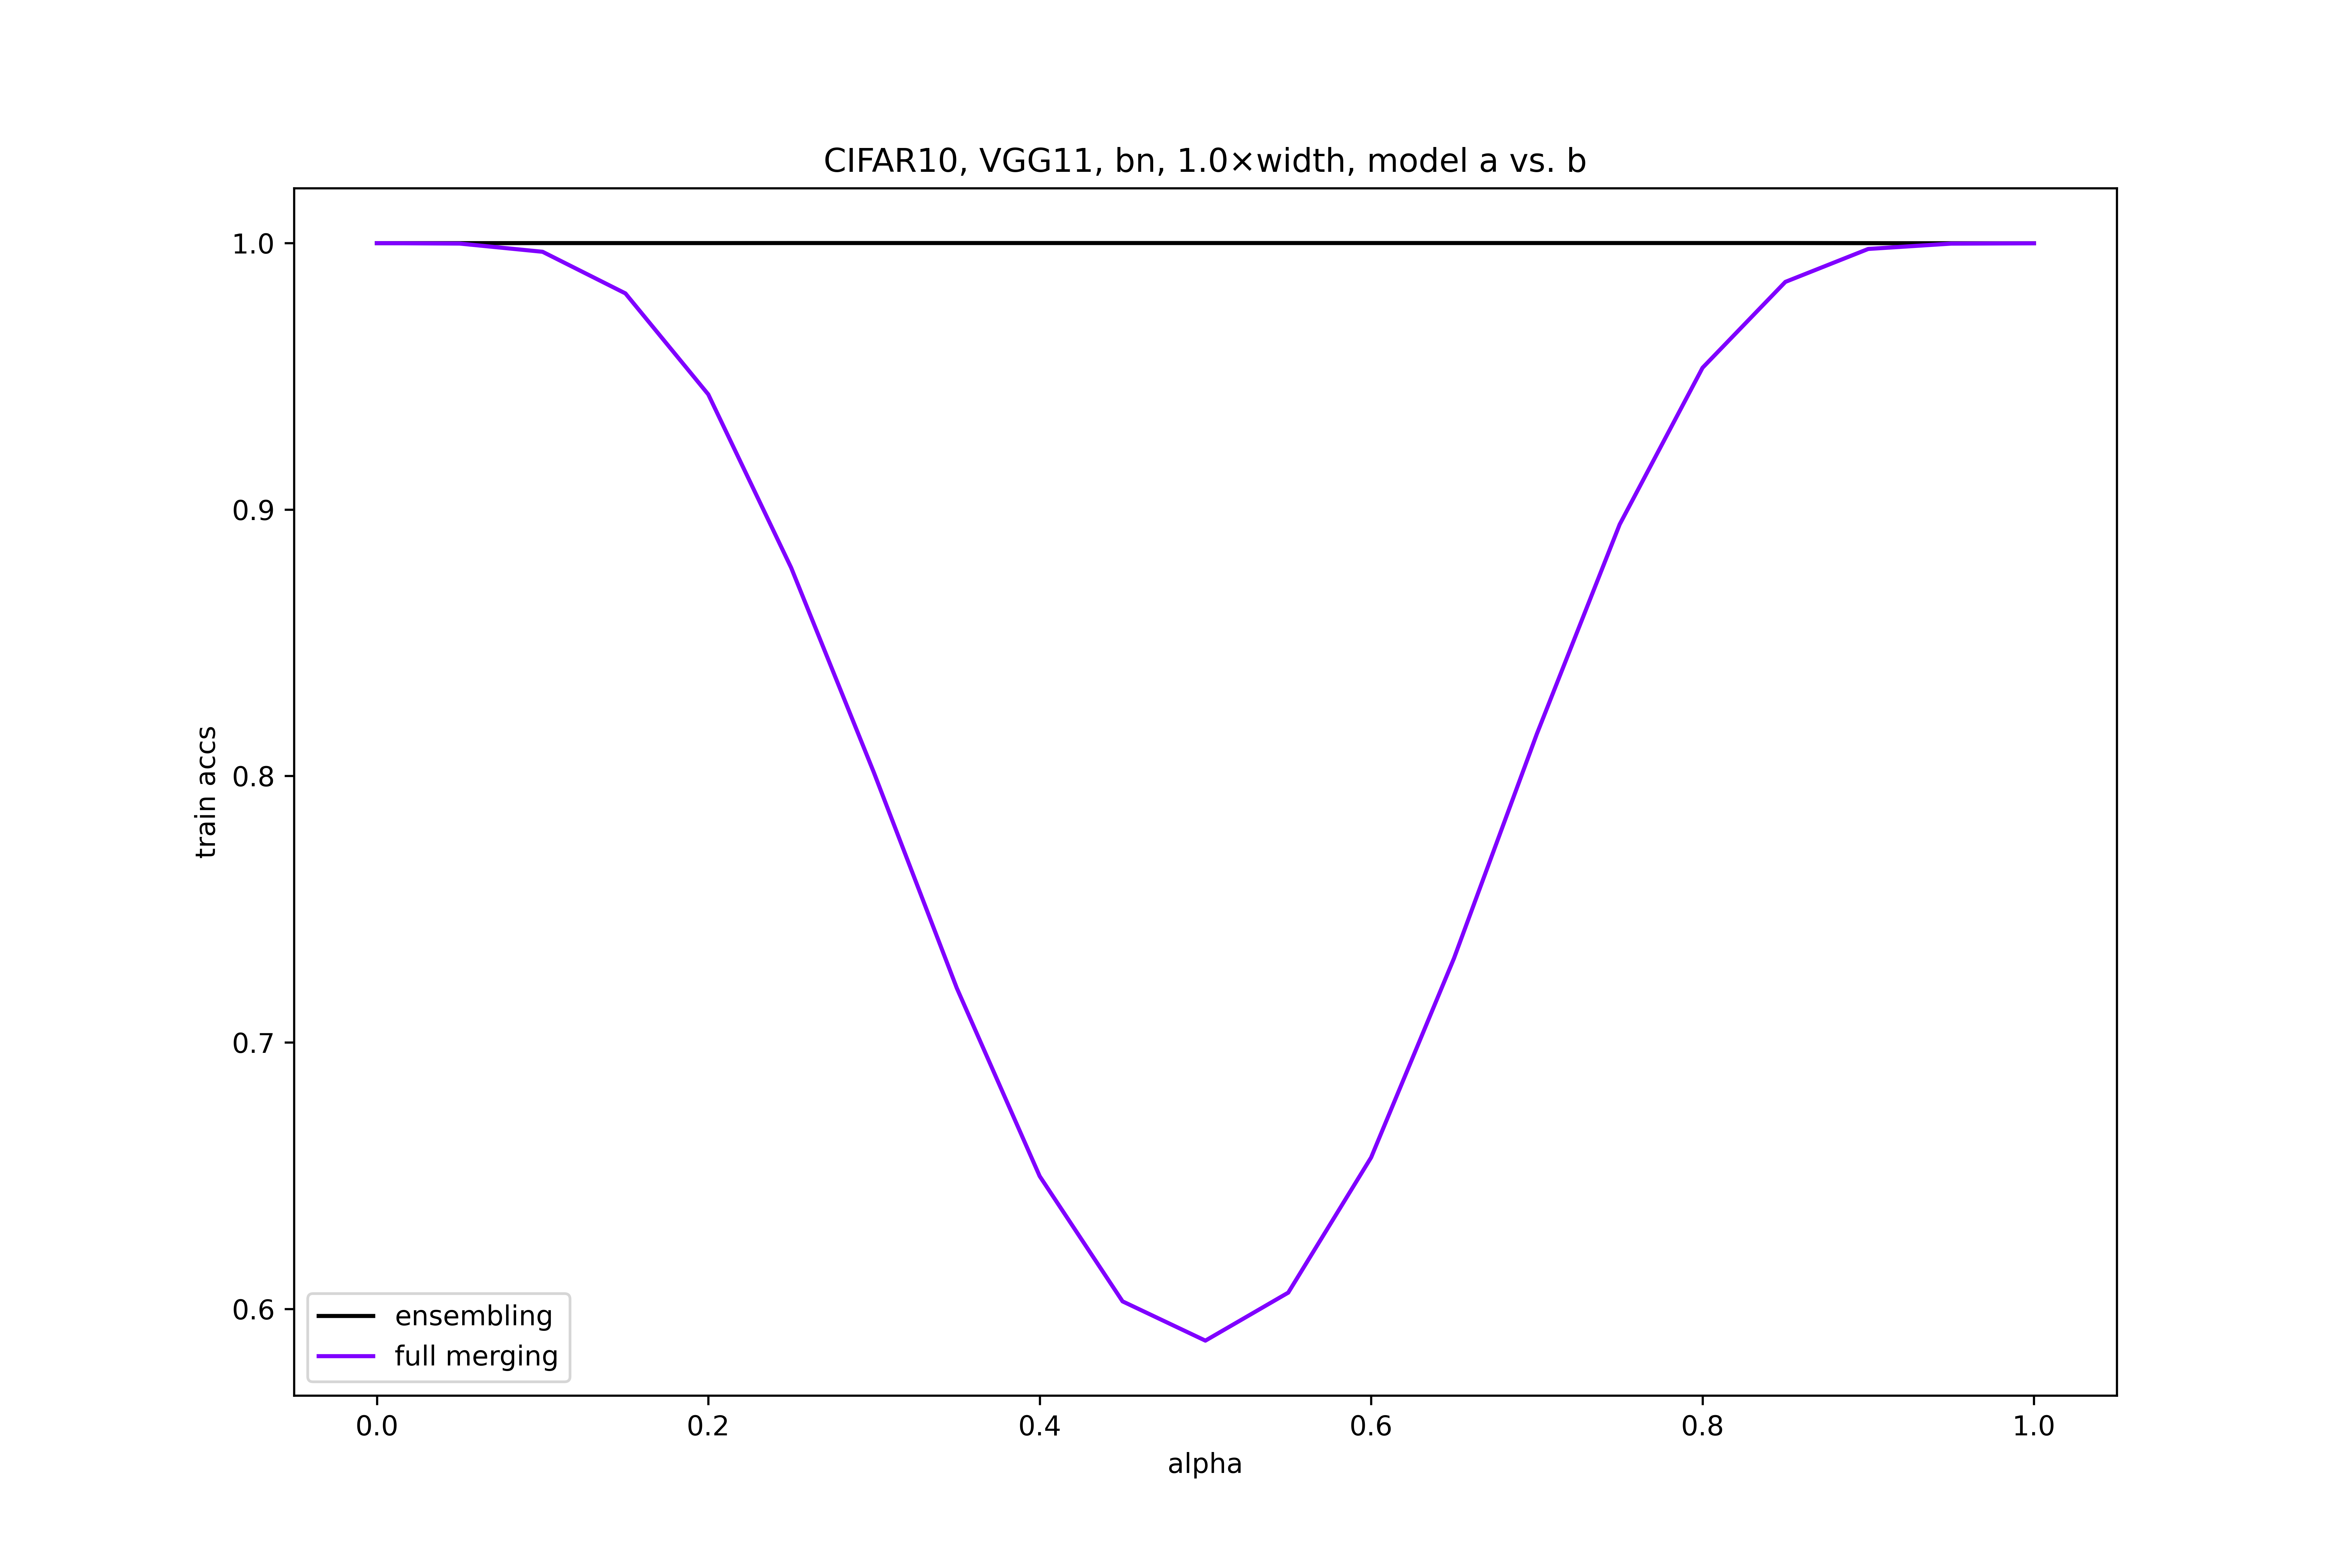 CIFAR10, VGG11, bn, 1.0×width, model a vs. b
train accs
1.0
0.9
0.8
0.7
0.6
ensembling
full merging
0.0 0.2 0.4 0.6 0.8 1.0
alpha